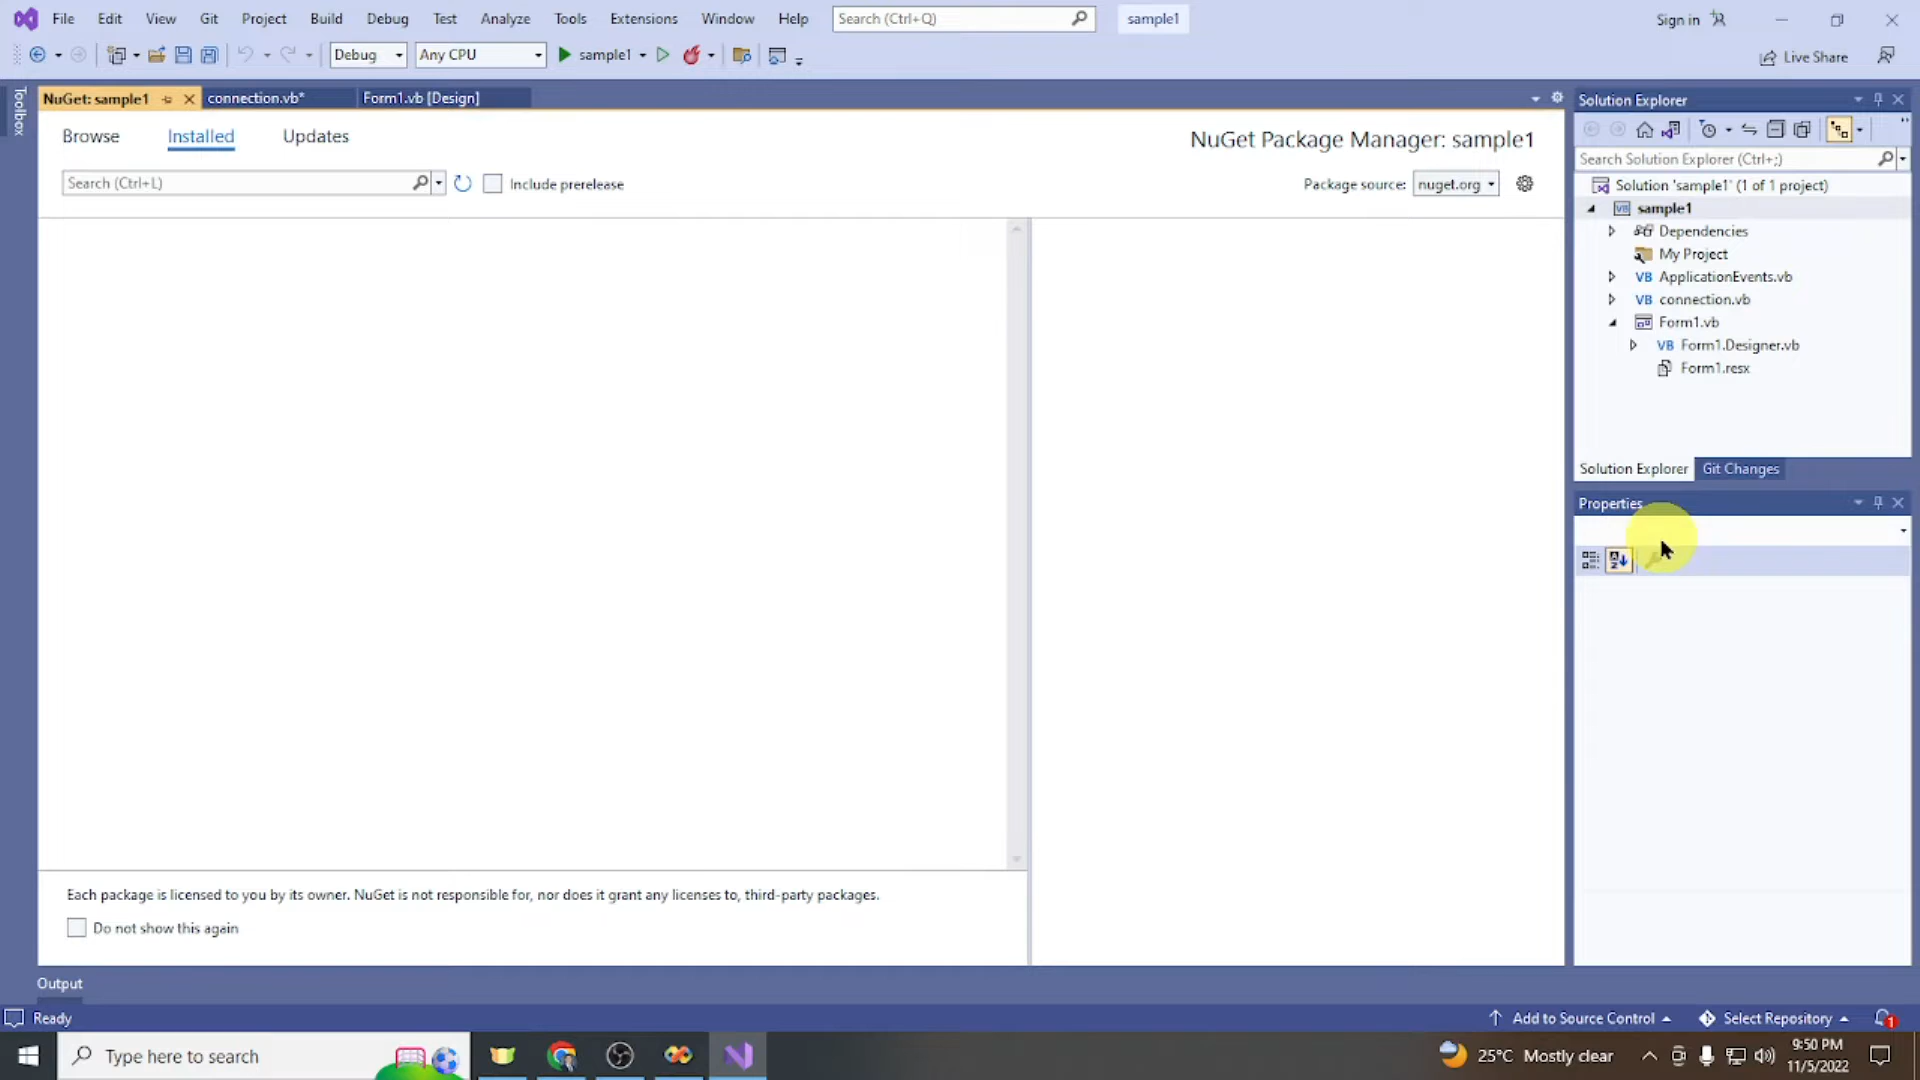 File Edit View Git Project Build Debug Test Analyze Tools Extensions Window Help Search (Ctrl+Q) sample1 Sign in
Debug Any CPU sample1 Live Share
Toolbox
NuGet: sample1 connection.vb* Form1.vb [Design]
Browse Installed Updates
NuGet Package Manager: sample1
Search (Ctrl+L) Include prerelease Package source: nuget.org
Each package is licensed to you by its owner. NuGet is not responsible for, nor does it grant any licenses to, third-party packages.
Do not show this again
Solution Explorer
Search Solution Explorer (Ctrl+;)
Solution 'sample1' (1 of 1 project)
VB sample1
Dependencies
My Project
VB ApplicationEvents.vb
VB connection.vb
Form1.vb
VB Form1.Designer.vb
Form1.resx
Solution Explorer Git Changes
Properties
Output
Ready Add to Source Control Select Repository 1
Type here to search 25°C Mostly clear 9:50 PM
11/5/2022